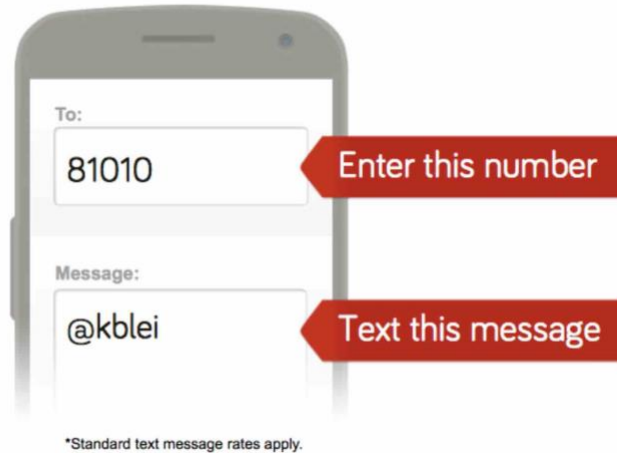 To:
81010
Enter this number
Message:
@kblei
Text this message
*Standard text message rates apply.